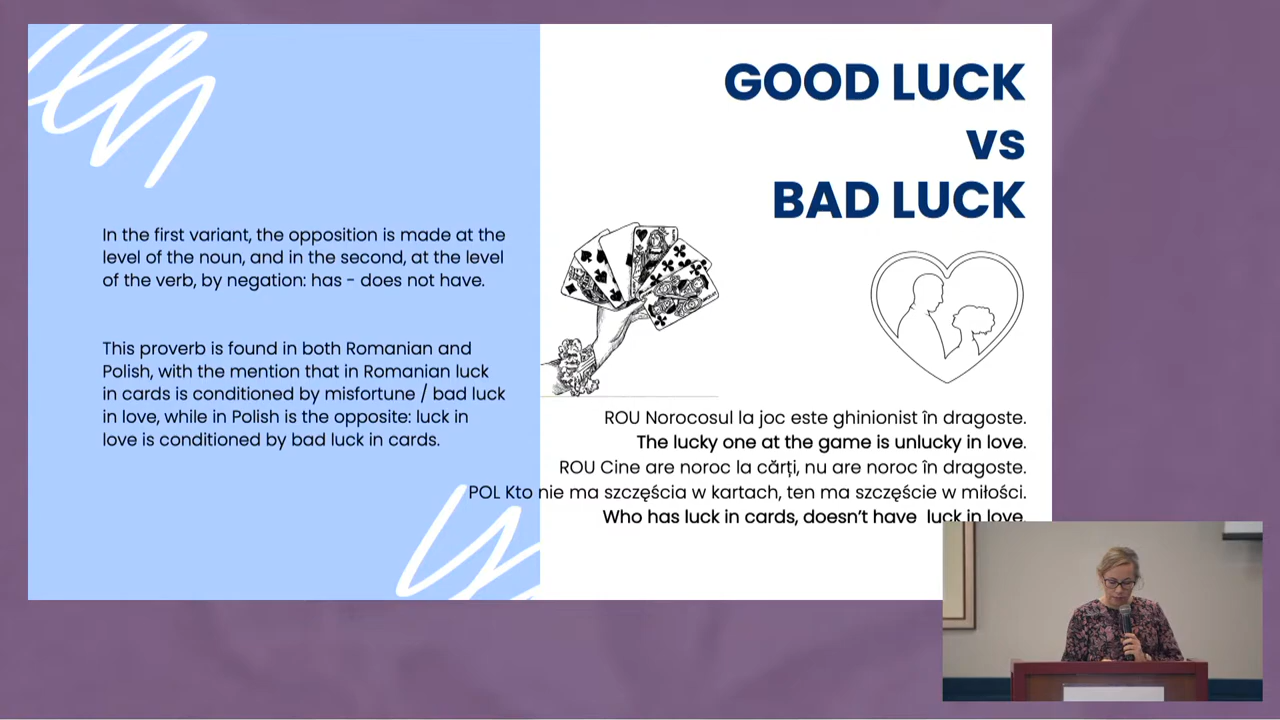 GOOD LUCK
vs
BAD LUCK
In the first variant, the opposition is made at the
level of the noun, and in the second, at the level
of the verb, by negation: has - does not have.
This proverb is found in both Romanian and
Polish, with the mention that in Romanian luck
in cards is conditioned by misfortune / bad luck
in love, while in Polish is the opposite: luck in
love is conditioned by bad luck in cards.
ROU Norocosul la joc este ghinionist în dragoste.
The lucky one at the game is unlucky in love.
ROU Cine are noroc la cărți, nu are noroc în dragoste.
POL Kto nie ma szczęścia w kartach, ten ma szczęście w miłości.
Who has luck in cards, doesn't have luck in love.